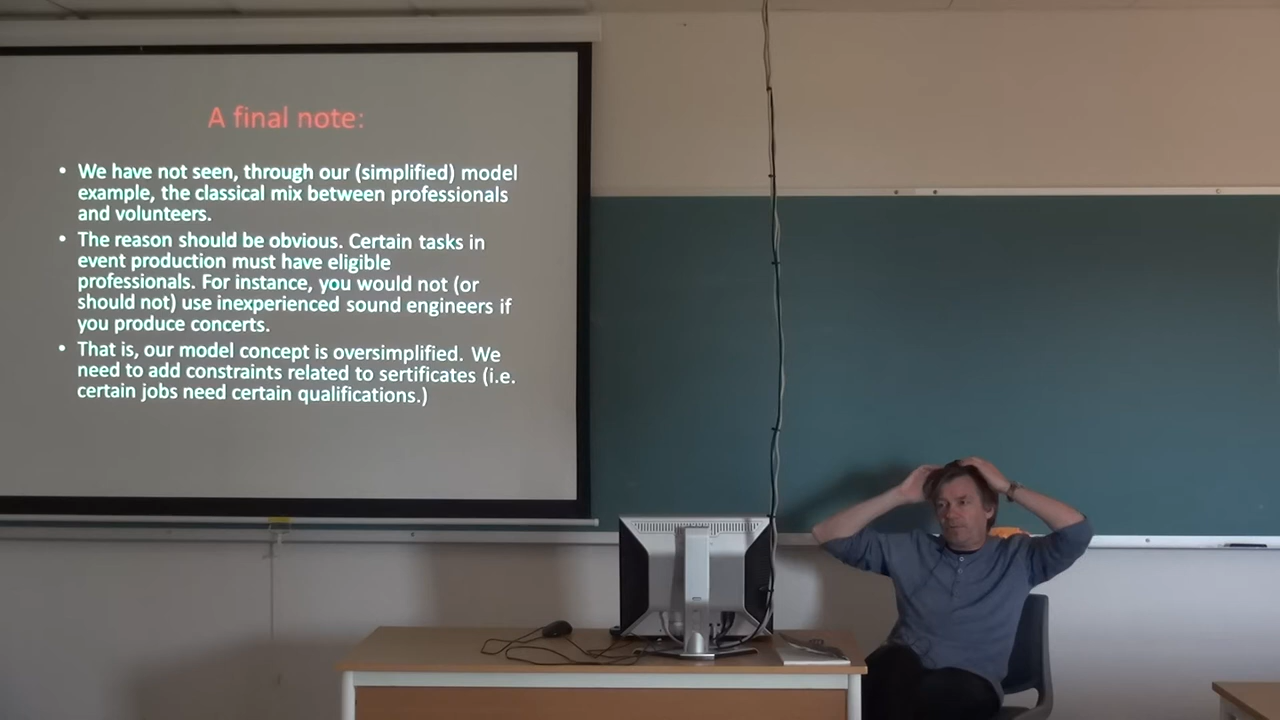 A final note:
• We have not seen, through our (simplified) model
example, the classical mix between professionals
and volunteers.
• The reason should be obvious. Certain tasks in
event production must have eligible
professionals. For instance, you would not (or
should not) use inexperienced sound engineers if
you produce concerts.
• That is, our model concept is oversimplified. We
need to add constraints related to sertificates (i.e.
certain jobs need certain qualifications.)